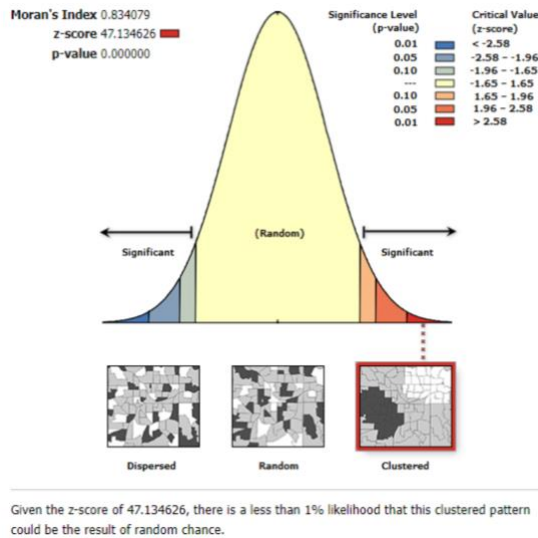 Moran's Index 0.834079
z-score 47.134626
p-value 0.000000
Significance Level
(p-value)
Critical Value
(z-score)
0.01 < -2.58
0.05 -2.58 – -1.96
0.10 -1.96 – -1.65
--- -1.65 – 1.65
0.10 1.65 – 1.96
0.05 1.96 – 2.58
0.01 > 2.58
Significant
(Random)
Significant
Dispersed
Random
Clustered
Given the z-score of 47.134626, there is a less than 1% likelihood that this clustered pattern
could be the result of random chance.